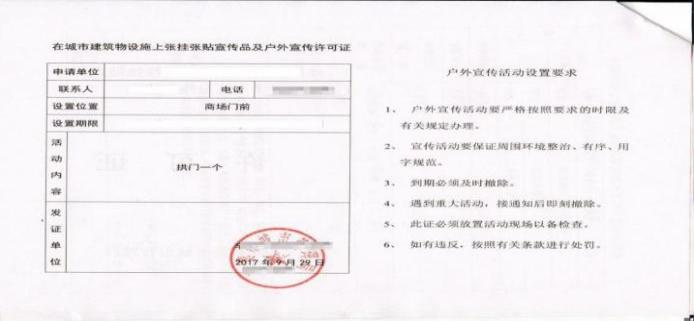 在城市建筑物设施上张挂张贴宣传品及户外宣传许可证
申请单位
联系人
电话
设置位置
商场门前
设置期限
活动内容
拱门一个
发证单位
2017 年 9 月 29 日
户外宣传活动设置要求
1、 户外宣传活动要严格按照要求的时限及
有关规定办理。
2、 宣传活动要保证周围环境整治、有序、用
字规范。
3、 到期必须及时撤除。
4、 遇到重大活动，接通知后即刻撤除。
5、 此证必须放置活动现场以备检查。
6、 如有违反，按照有关条款进行处罚。